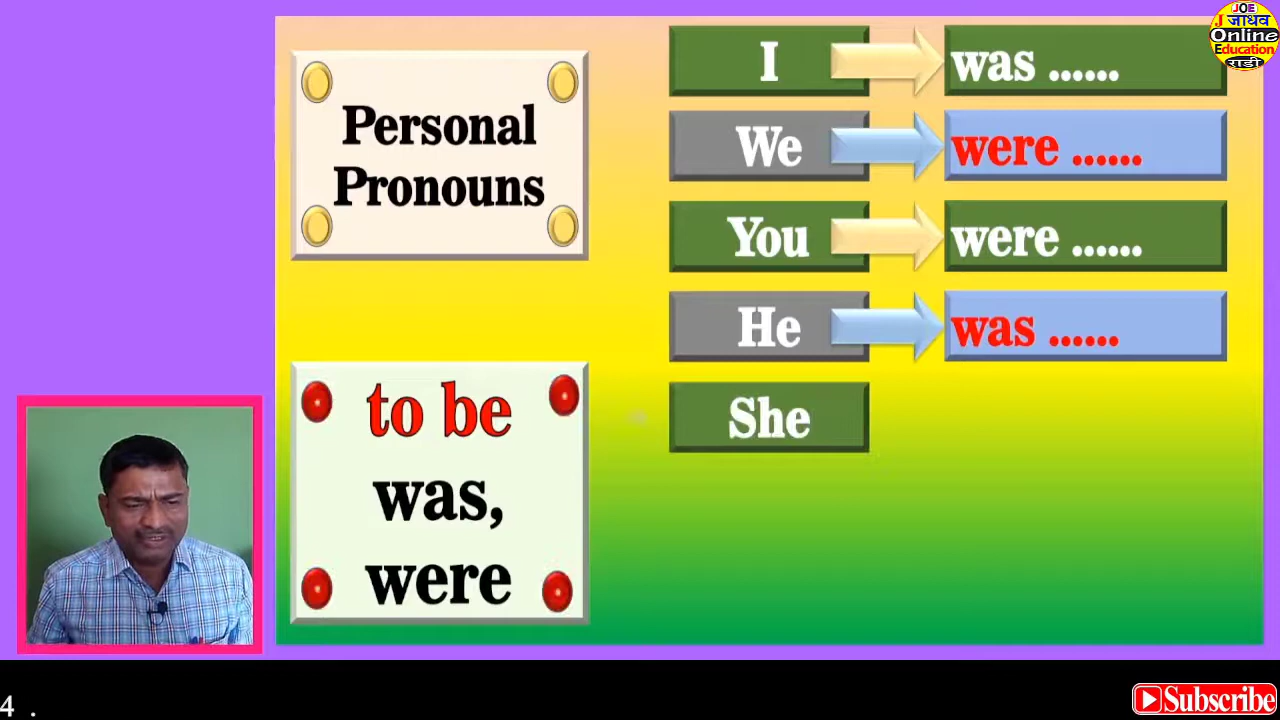 Personal
Pronouns
to be
was,
were
I
was ......
We
were ......
You
were ......
He
was ......
She
JOE
J जाधव
Online
Education
राडी
4 .
Subscribe